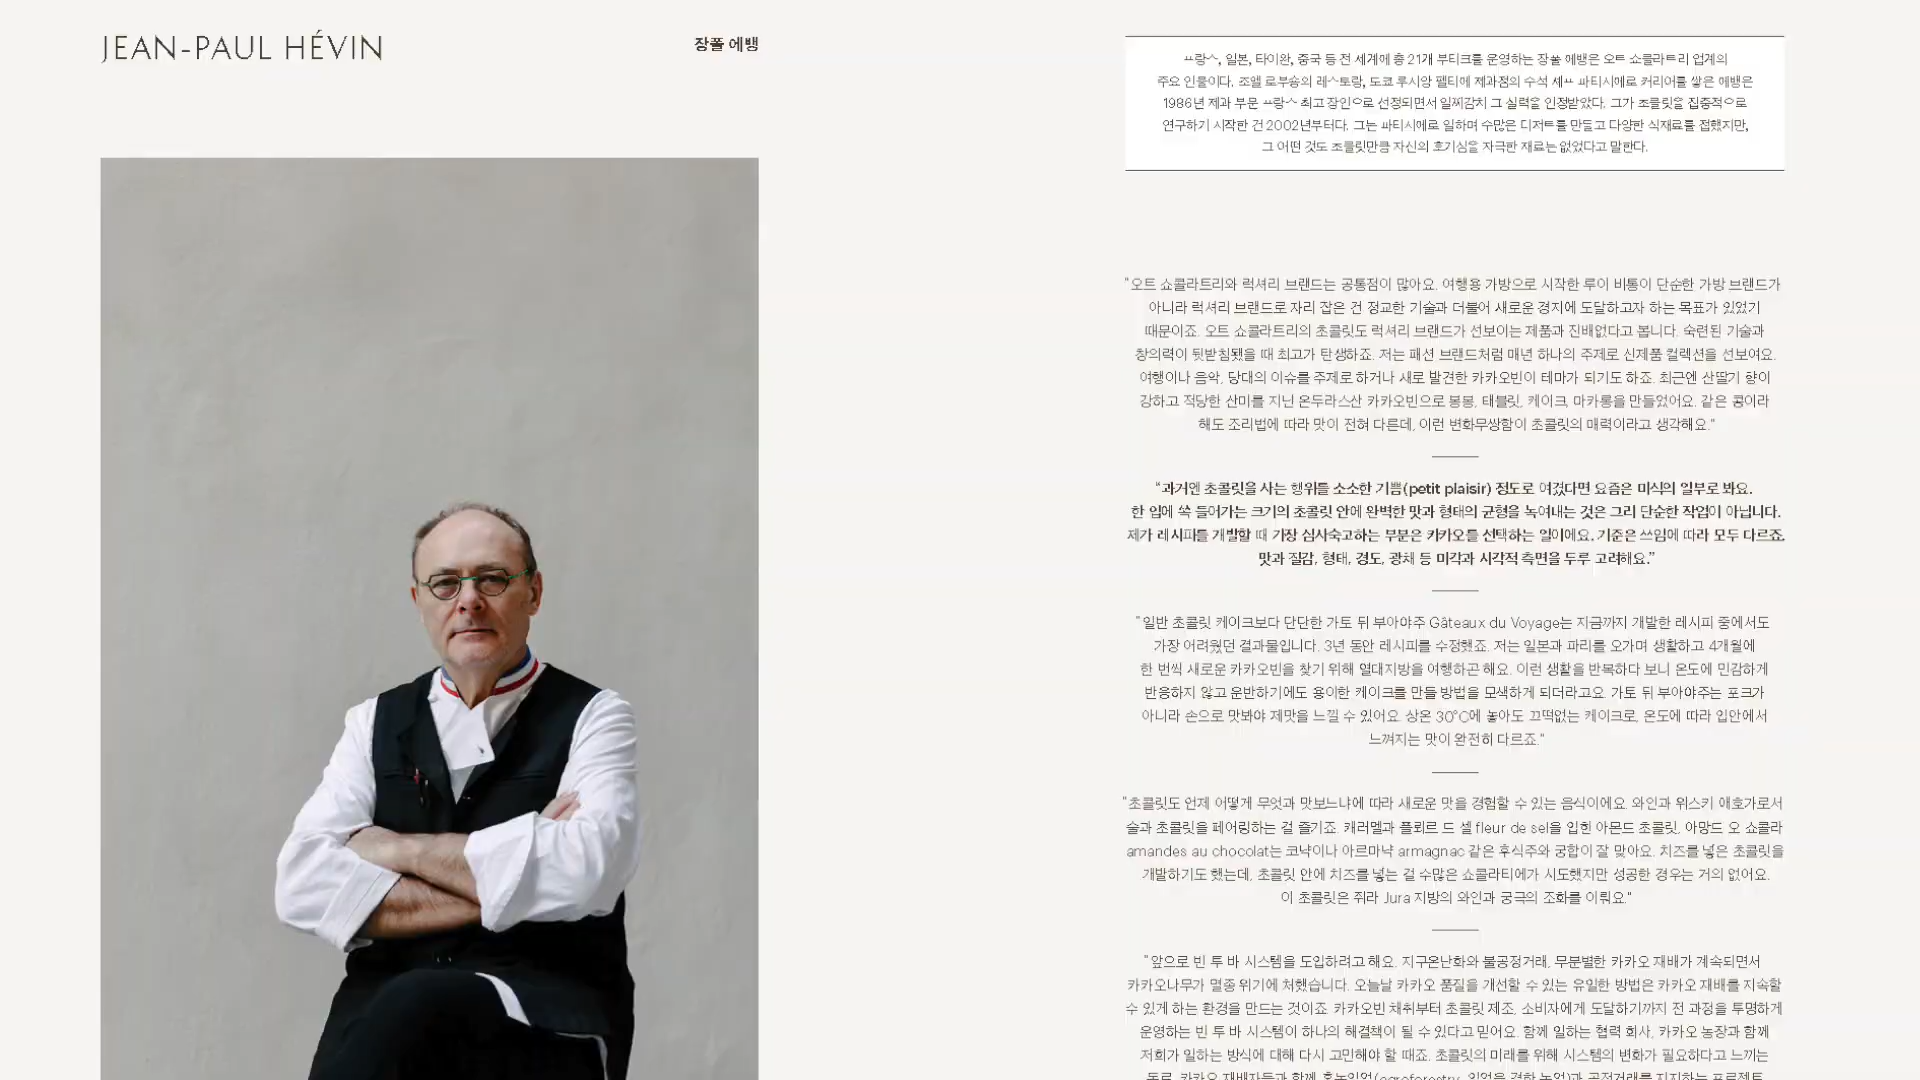 JEAN-PAUL HÉVIN
장폴 에뱅
프랑스, 일본, 타이완, 중국 등 전 세계에 총 21개 부티크를 운영하는 장폴 에뱅은 오트 쇼콜라트리 업계의
주요 인물이다. 조엘 로부숑의 레스토랑, 도쿄 루시앙 펠티에 제과점의 수석 셰프 파티시에로 커리어를 쌓은 에뱅은
1986년 제과 부문 프랑스 최고 장인으로 선정되면서 일찌감치 그 실력을 인정받았다. 그가 초콜릿을 집중적으로
연구하기 시작한 건 2002년부터다. 그는 파티시에로 일하며 수많은 디저트를 만들고 다양한 식재료를 접했지만,
그 어떤 것도 초콜릿만큼 자신의 호기심을 자극한 재료는 없었다고 말한다.
"오트 쇼콜라트리와 럭셔리 브랜드는 공통점이 많아요. 여행용 가방으로 시작한 루이 비통이 단순한 가방 브랜드가
아니라 럭셔리 브랜드로 자리 잡은 건 정교한 기술과 더불어 새로운 경지에 도달하고자 하는 목표가 있었기
때문이죠. 오트 쇼콜라트리의 초콜릿도 럭셔리 브랜드가 선보이는 제품과 진배없다고 봅니다. 숙련된 기술과
창의력이 뒷받침됐을 때 최고가 탄생하죠. 저는 패션 브랜드처럼 매년 하나의 주제로 신제품 컬렉션을 선보여요.
여행이나 음악, 당대의 이슈를 주제로 하거나 새로 발견한 카카오빈이 테마가 되기도 하죠. 최근엔 산딸기 향이
강하고 적당한 산미를 지닌 온두라스산 카카오빈으로 봉봉, 태블릿, 케이크, 마카롱을 만들었어요. 같은 콩이라
해도 조리법에 따라 맛이 전혀 다른데, 이런 변화무쌍함이 초콜릿의 매력이라고 생각해요."
“과거엔 초콜릿을 사는 행위를 소소한 기쁨(petit plaisir) 정도로 여겼다면 요즘은 미식의 일부로 봐요.
한 입에 쏙 들어가는 크기의 초콜릿 안에 완벽한 맛과 형태의 균형을 녹여내는 것은 그리 단순한 작업이 아닙니다.
제가 레시피를 개발할 때 가장 심사숙고하는 부분은 카카오를 선택하는 일이에요. 기준은 쓰임에 따라 모두 다르죠.
맛과 질감, 형태, 경도, 광채 등 미각과 시각적 측면을 두루 고려해요.”
"일반 초콜릿 케이크보다 단단한 가토 뒤 부아야주 Gâteaux du Voyage는 지금까지 개발한 레시피 중에서도
가장 어려웠던 결과물입니다. 3년 동안 레시피를 수정했죠. 저는 일본과 파리를 오가며 생활하고 4개월에
한 번씩 새로운 카카오빈을 찾기 위해 열대지방을 여행하곤 해요. 이런 생활을 반복하다 보니 온도에 민감하게
반응하지 않고 운반하기에도 용이한 케이크를 만들 방법을 모색하게 되더라고요. 가토 뒤 부아야주는 포크가
아니라 손으로 맛봐야 제맛을 느낄 수 있어요. 상온 30°C에 놓아도 끄떡없는 케이크로, 온도에 따라 입안에서
느껴지는 맛이 완전히 다르죠."
"초콜릿도 언제 어떻게 무엇과 맛보느냐에 따라 새로운 맛을 경험할 수 있는 음식이에요. 와인과 위스키 애호가로서
술과 초콜릿을 페어링하는 걸 즐기죠. 캐러멜과 플뢰르 드 셀 fleur de sel을 입힌 아몬드 초콜릿, 아망드 오 쇼콜라
amandes au chocolat는 코냑이나 아르마냑 armagnac 같은 후식주와 궁합이 잘 맞아요. 치즈를 넣은 초콜릿을
개발하기도 했는데, 초콜릿 안에 치즈를 넣는 걸 수많은 쇼콜라티에가 시도했지만 성공한 경우는 거의 없어요.
이 초콜릿은 쥐라 Jura 지방의 와인과 궁극의 조화를 이뤄요."
"앞으로 빈 투 바 시스템을 도입하려고 해요. 지구온난화와 불공정거래, 무분별한 카카오 재배가 계속되면서
카카오나무가 멸종 위기에 처했습니다. 오늘날 카카오 품질을 개선할 수 있는 유일한 방법은 카카오 재배를 지속할
수 있게 하는 환경을 만드는 것이죠. 카카오빈 채취부터 초콜릿 제조, 소비자에게 도달하기까지 전 과정을 투명하게
운영하는 빈 투 바 시스템이 하나의 해결책이 될 수 있다고 믿어요. 함께 일하는 협력 회사, 카카오 농장과 함께
저희가 일하는 방식에 대해 다시 고민해야 할 때죠. 초콜릿의 미래를 위해 시스템의 변화가 필요하다고 느끼는